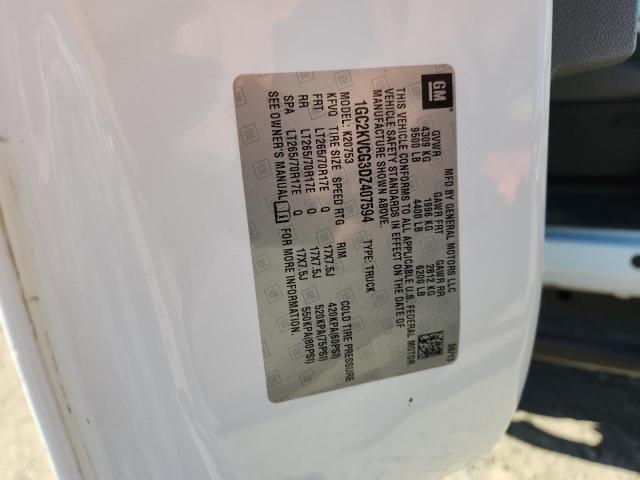 GM
MFD BY GENERAL MOTORS LLC
GVWR GAWR FRT GAWR RR
4309 KG 1996 KG 2812 KG
9500 LB 4400 LB 6200 LB
THIS VEHICLE CONFORMS TO ALL APPLICABLE U.S. FEDERAL MOTOR
VEHICLE SAFETY STANDARDS IN EFFECT ON THE DATE OF
MANUFACTURE SHOWN ABOVE.
1GC2KVCG3DZ407594 TYPE: TRUCK
MODEL: K20753
KFVQ TIRE SIZE SPEED RTG RIM COLD TIRE PRESSURE
FRT LT265/70R17E Q 17X7.5J 420KPA(60PSI)
RR LT265/70R17E Q 17X7.5J 520KPA(75PSI)
SPA LT265/70R17E Q 17X7.5J 550KPA(80PSI)
SEE OWNER'S MANUAL FOR MORE INFORMATION.